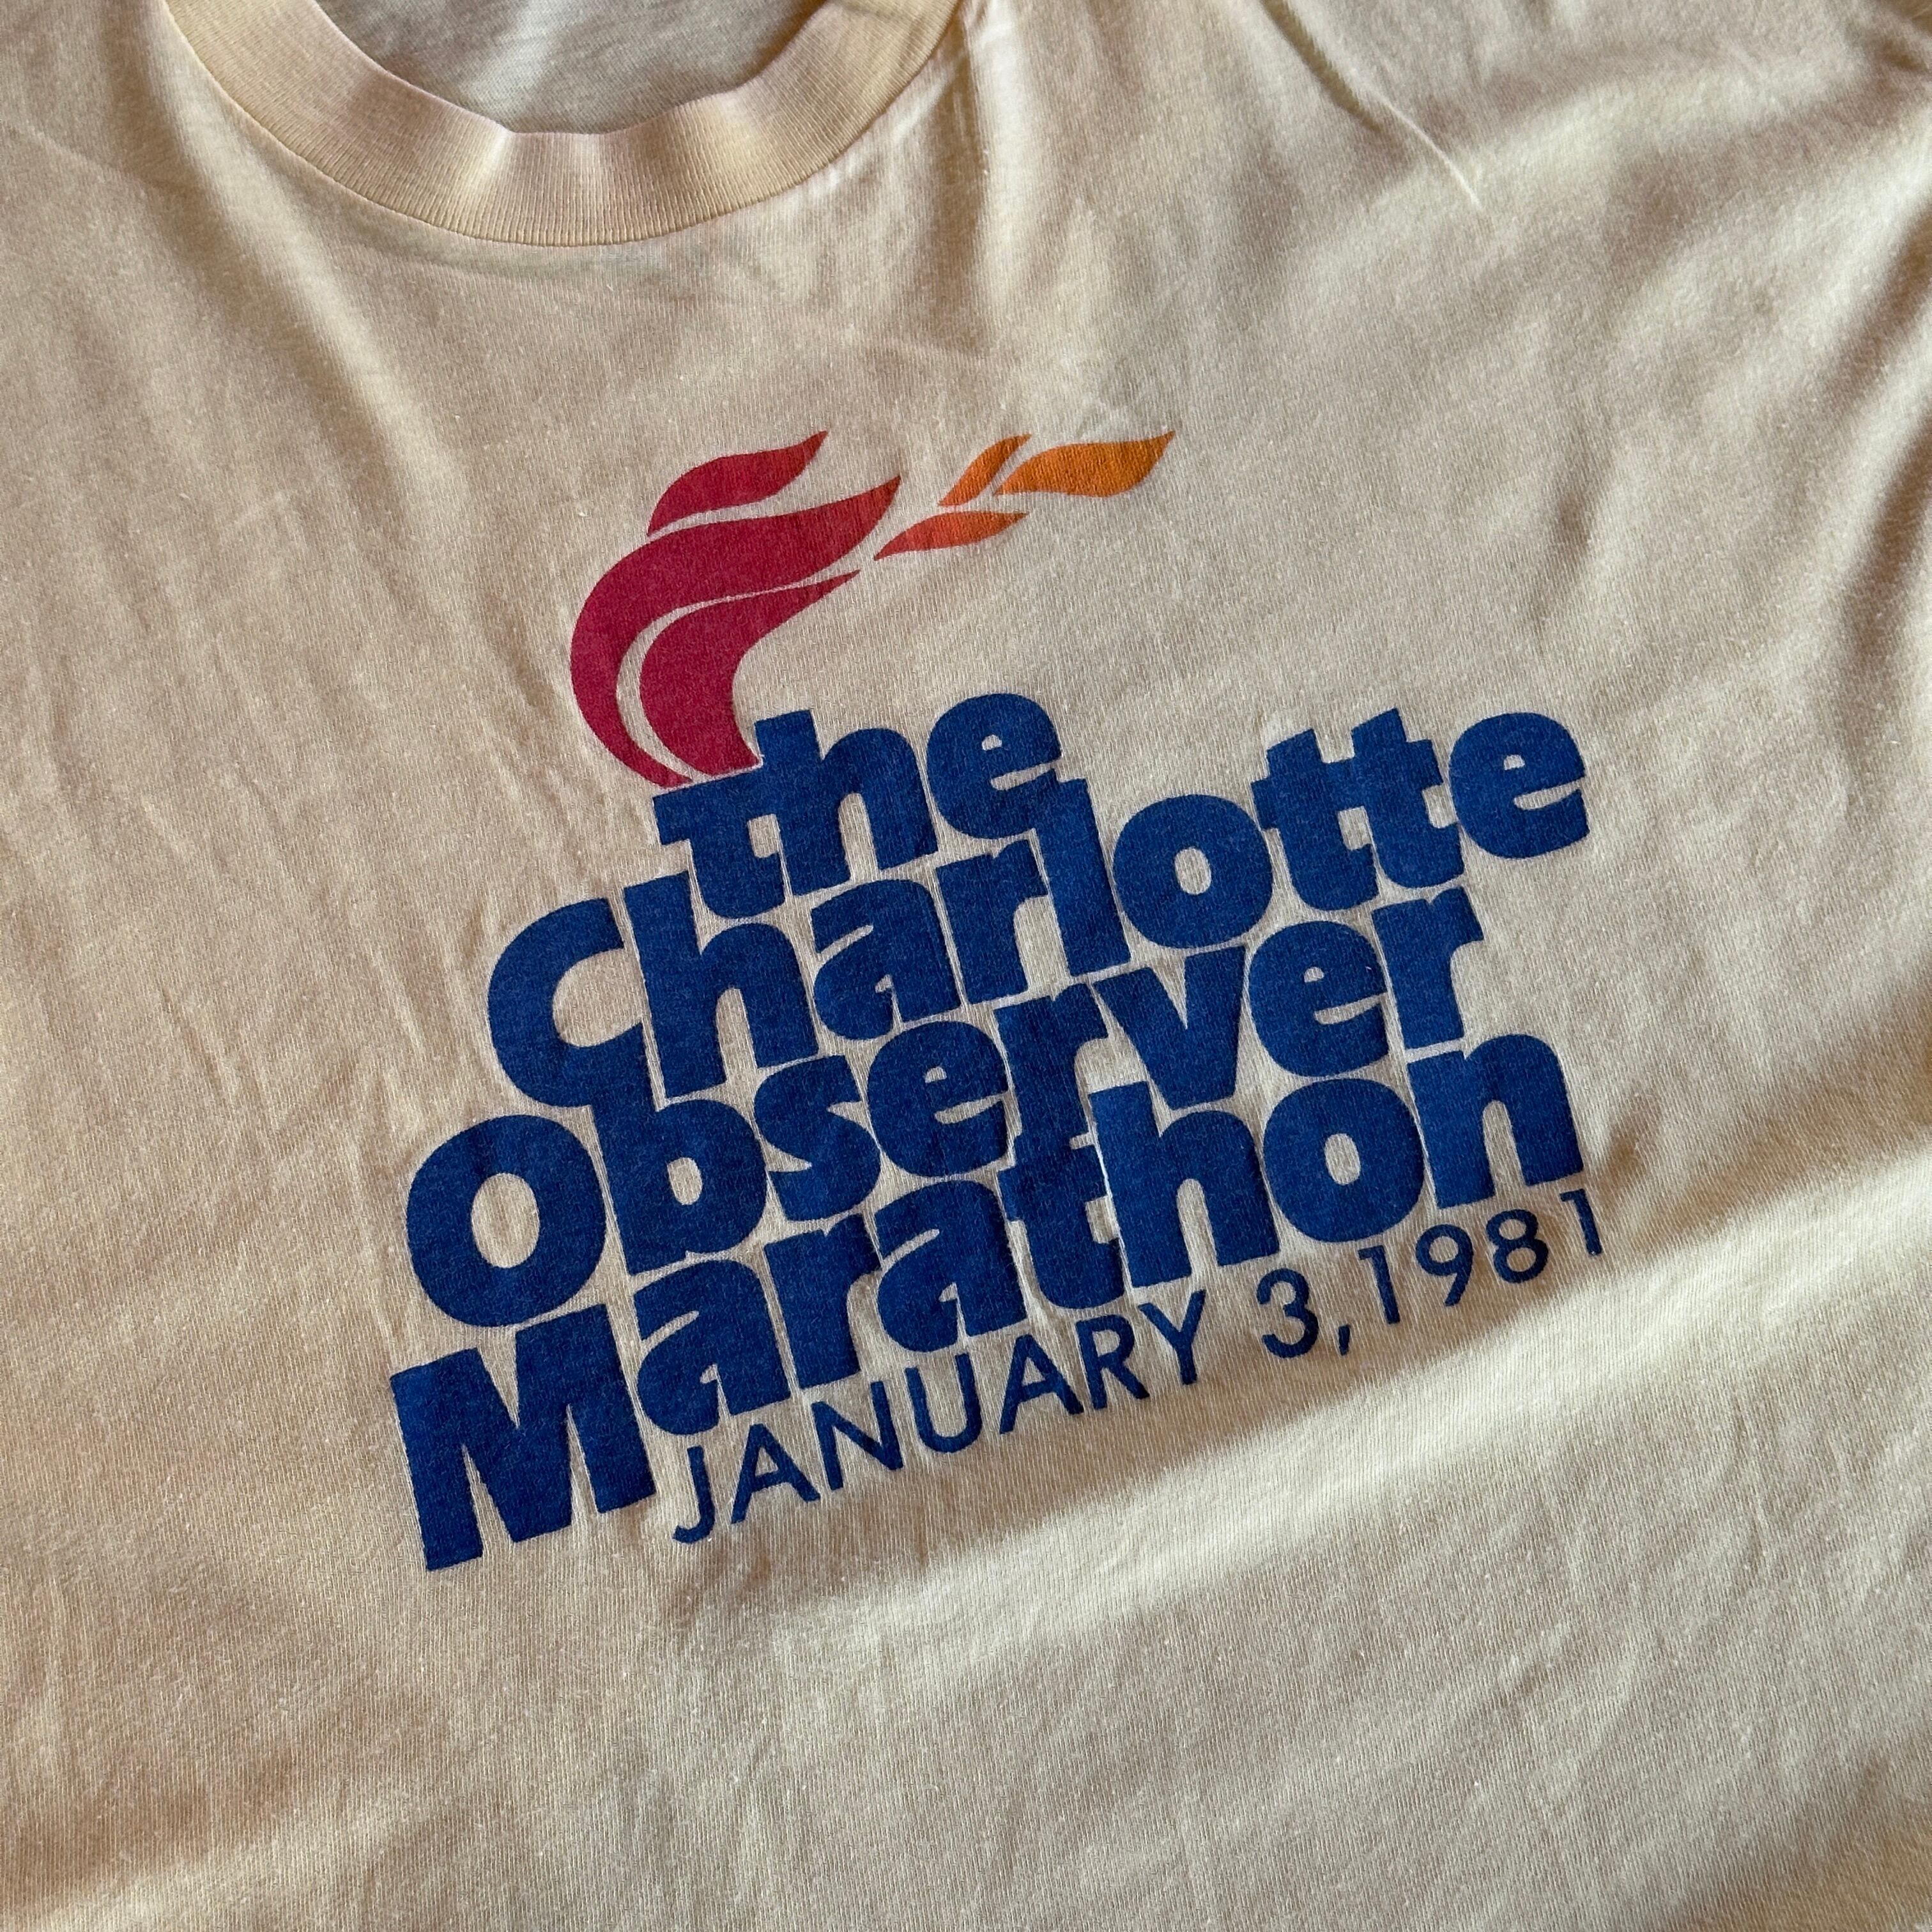 the
Charlotte
Observer
Marathon
JANUARY 3, 1981